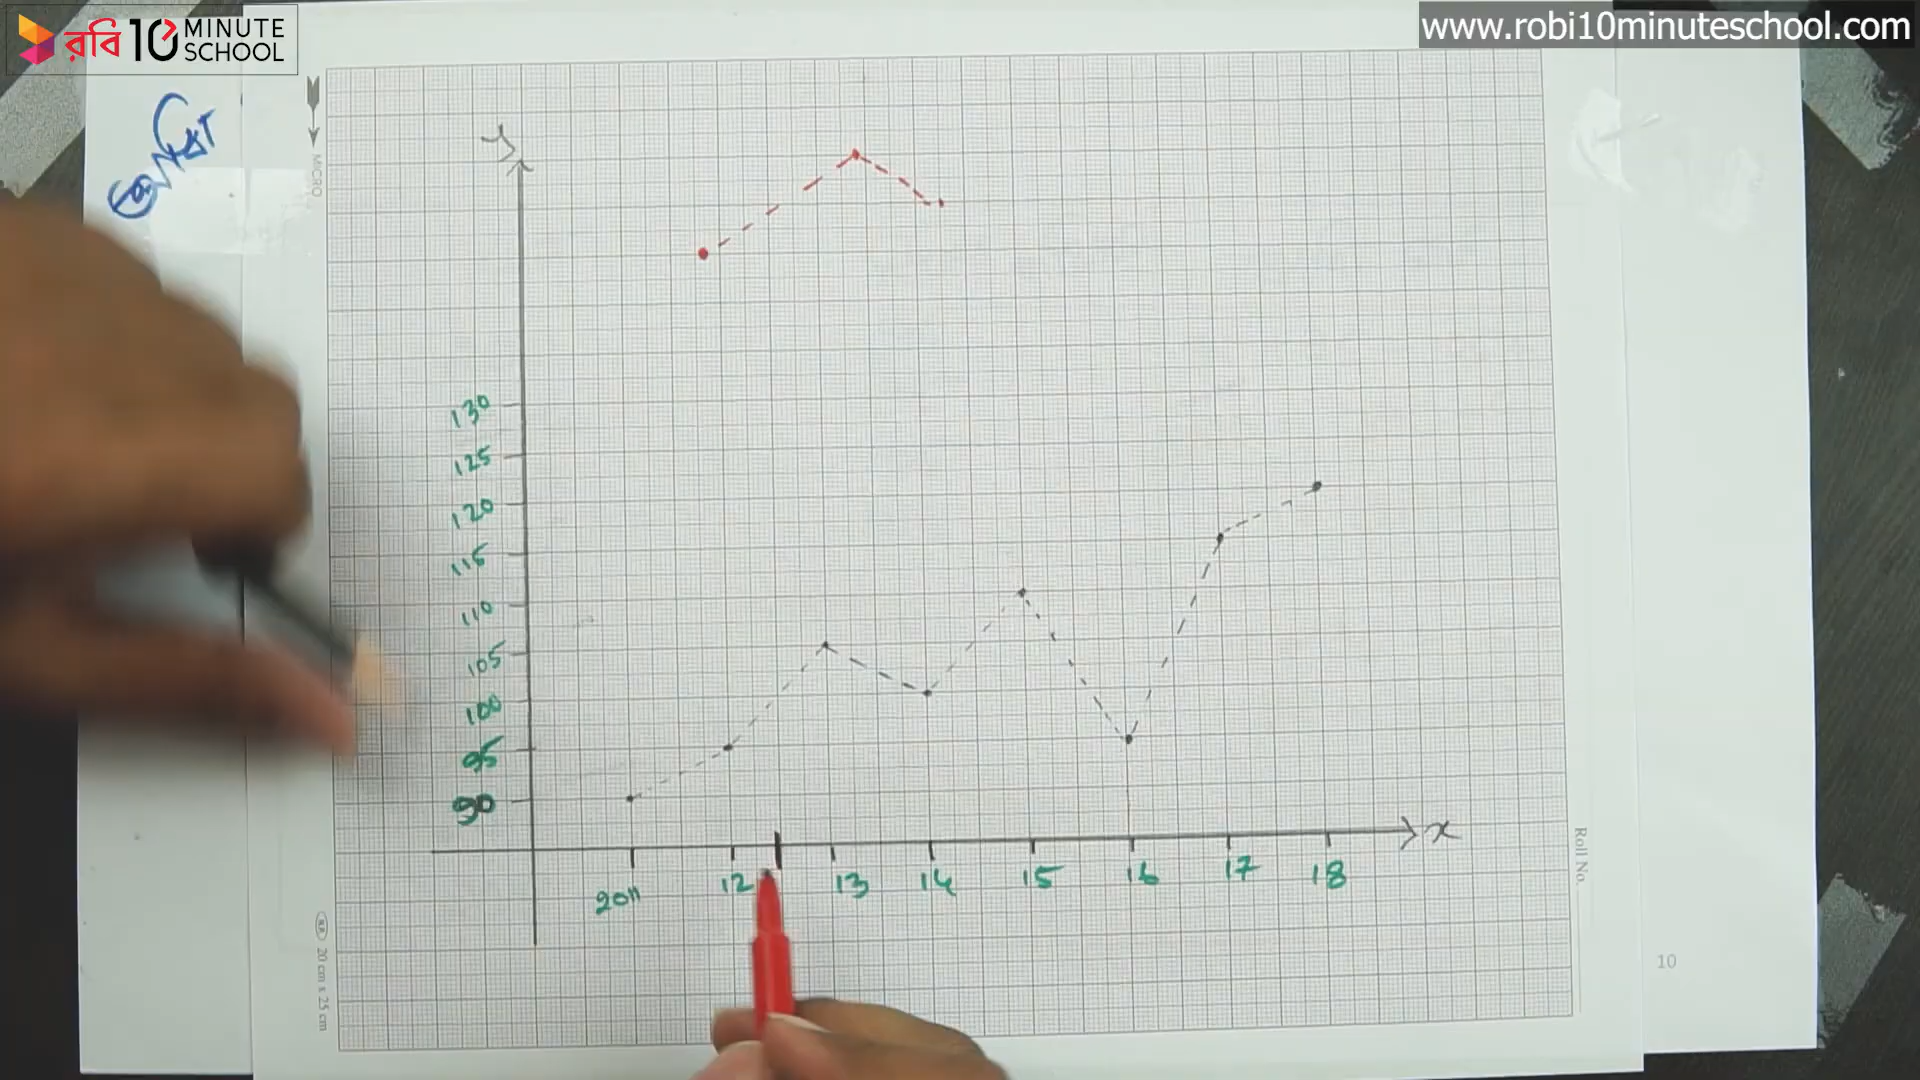 রবি 10 MINUTE SCHOOL
www.robi10minuteschool.com
MICRO
y
130
125
120
115
110
105
100
95
90
x
2011 12 13 14 15 16 17 18
Roll No.
20 cm x 25 cm
10